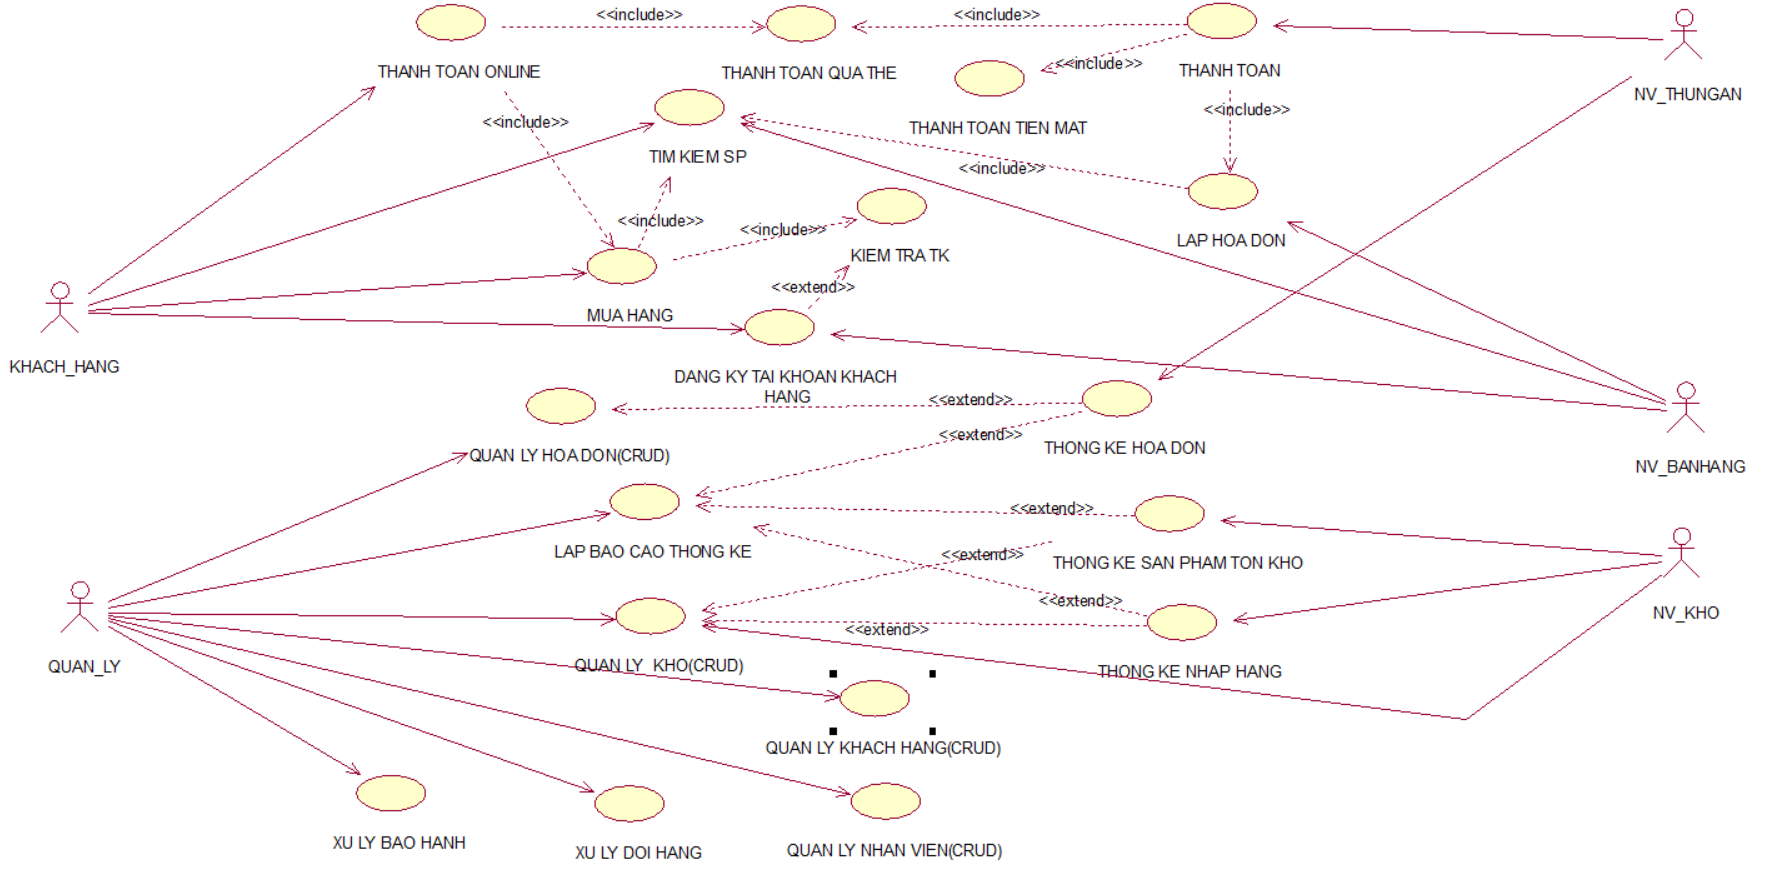 <<include>>
<<include>>
THANH TOAN ONLINE
THANH TOAN QUA THE
<<include>>
THANH TOAN
NV_THUNGAN
<<include>>
THANH TOAN TIEN MAT
<<include>>
TIM KIEM SP
<<include>>
<<include>>
<<include>>
LAP HOA DON
KIEM TRA TK
<<extend>>
MUA HANG
KHACH_HANG
DANG KY TAI KHOAN KHACH
HANG
<<extend>>
<<extend>>
THONG KE HOA DON
QUAN LY HOA DON(CRUD)
NV_BANHANG
<<extend>>
LAP BAO CAO THONG KE
<<extend>>
THONG KE SAN PHAM TON KHO
<<extend>>
NV_KHO
<<extend>>
QUAN_LY
QUAN LY KHO(CRUD)
THONG KE NHAP HANG
QUAN LY KHACH HANG(CRUD)
XU LY BAO HANH
XU LY DOI HANG
QUAN LY NHAN VIEN(CRUD)